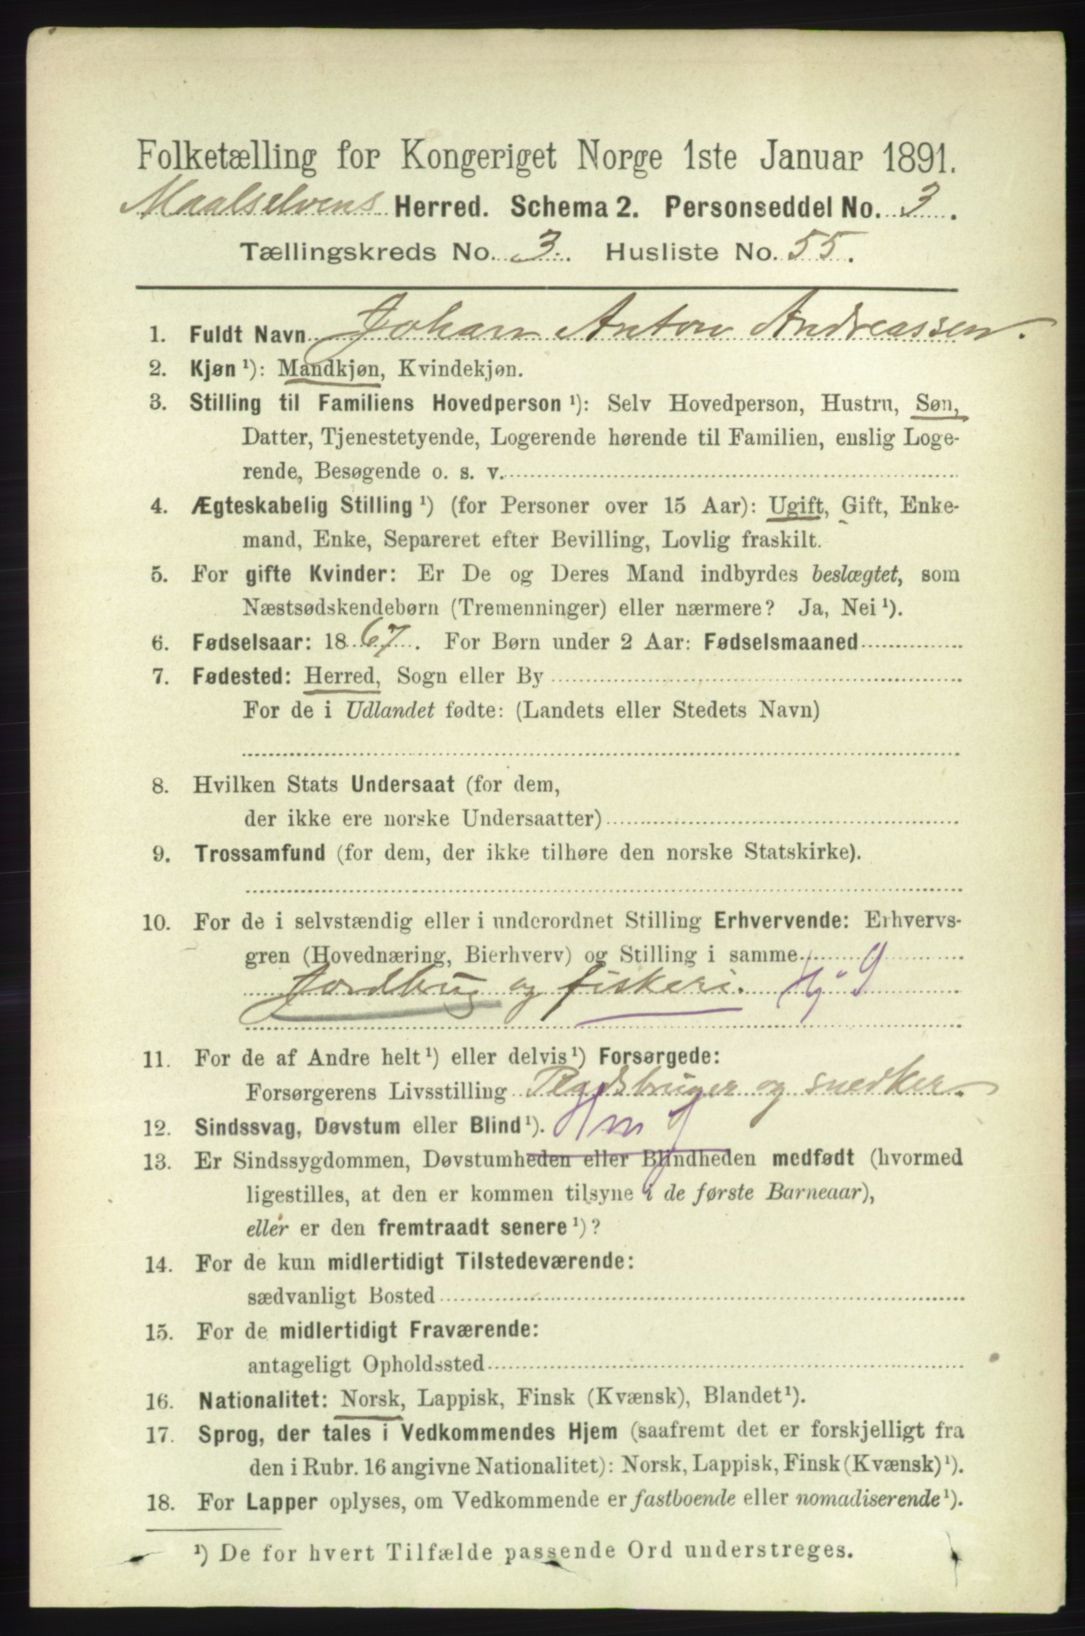 Folketælling for Kongeriget Norge 1ste Januar 1891.
Maalselvens Herred. Schema 2. Personseddel No. 3.
Tællingskreds No. 3. Husliste No. 55.
1. Fuldt Navn Johan Anton Andreassen.
2. Kjøn ¹): Mandkjøn, Kvindekjøn.
3. Stilling til Familiens Hovedperson ¹): Selv Hovedperson, Hustru, Søn,
Datter, Tjenestetyende, Logerende hørende til Familien, enslig Loge-
rende, Besøgende o. s. v.
4. Ægteskabelig Stilling ¹) (for Personer over 15 Aar): Ugift, Gift, Enke-
mand, Enke, Separeret efter Bevilling, Lovlig fraskilt.
5. For gifte Kvinder: Er De og Deres Mand indbyrdes beslægtet, som
Næstsødskendebørn (Tremenninger) eller nærmere? Ja, Nei ¹).
6. Fødselsaar: 1867. For Børn under 2 Aar: Fødselsmaaned
7. Fødested: Herred, Sogn eller By
For de i Udlandet fødte: (Landets eller Stedets Navn)
8. Hvilken Stats Undersaat (for dem,
der ikke ere norske Undersaatter)
9. Trossamfund (for dem, der ikke tilhøre den norske Statskirke).
10. For de i selvstændig eller i underordnet Stilling Erhvervende: Erhvervs-
gren (Hovednæring, Bierhverv) og Stilling i samme
Jordbrug og fiskeri. 9
11. For de af Andre helt ¹) eller delvis ¹) Forsørgede:
Forsørgerens Livsstilling Pladsbruger og snedker.
12. Sindssvag, Døvstum eller Blind ¹).
13. Er Sindssygdommen, Døvstumheden eller Blindheden medfødt (hvormed
ligestilles, at den er kommen tilsyne i de første Barneaar),
eller er den fremtraadt senere ¹)?
14. For de kun midlertidigt Tilstedeværende:
sædvanligt Bosted
15. For de midlertidigt Fraværende:
antageligt Opholdssted
16. Nationalitet: Norsk, Lappisk, Finsk (Kvænsk), Blandet ¹).
17. Sprog, der tales i Vedkommendes Hjem (saafremt det er forskjelligt fra
den i Rubr. 16 angivne Nationalitet): Norsk, Lappisk, Finsk (Kvænsk) ¹).
18. For Lapper oplyses, om Vedkommende er fastboende eller nomadiserende ¹).
¹) De for hvert Tilfælde passende Ord understreges.